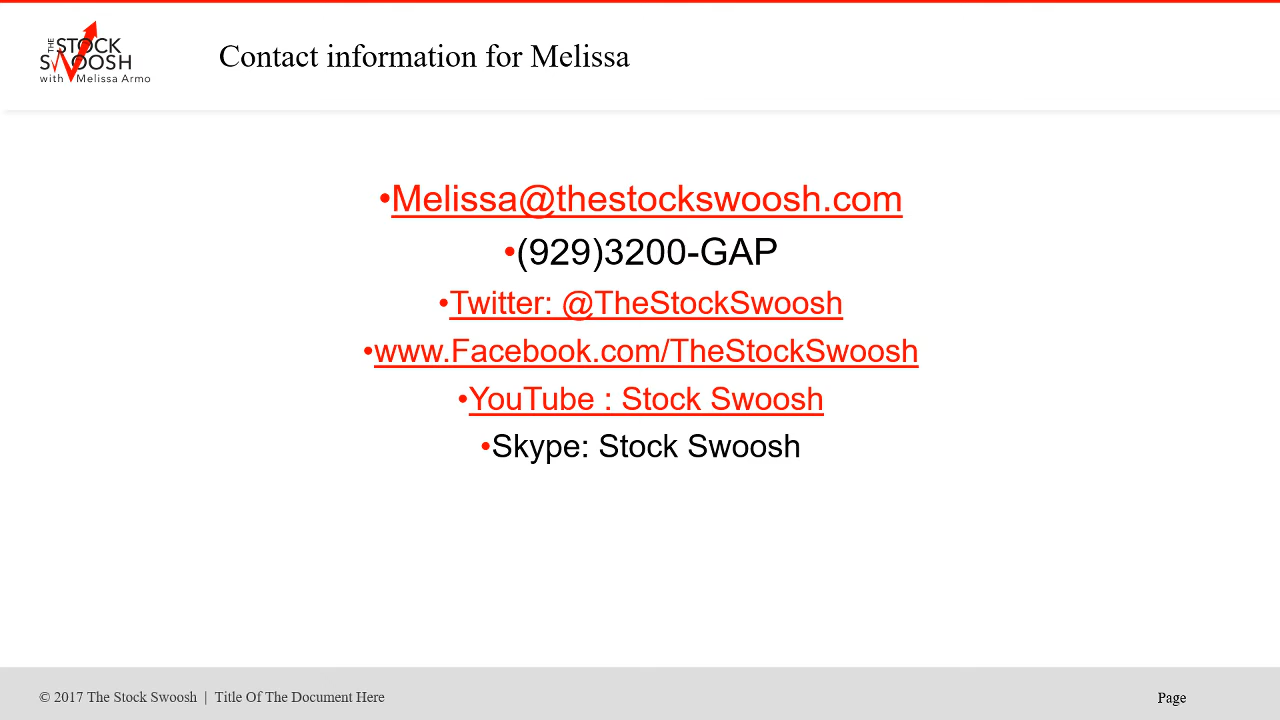 THE STOCK
SWOOSH
with Melissa Armo
Contact information for Melissa
•Melissa@thestockswoosh.com
•(929)3200-GAP
•Twitter: @TheStockSwoosh
•www.Facebook.com/TheStockSwoosh
•YouTube : Stock Swoosh
•Skype: Stock Swoosh
© 2017 The Stock Swoosh | Title Of The Document Here
Page